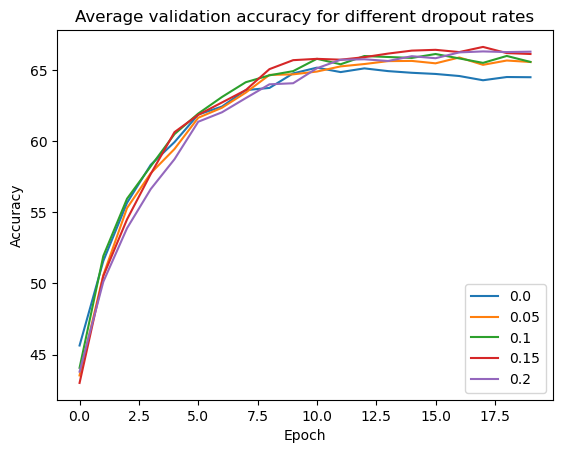 Average validation accuracy for different dropout rates
Accuracy
65
60
55
50
45
0.0
0.05
0.1
0.15
0.2
0.0 2.5 5.0 7.5 10.0 12.5 15.0 17.5
Epoch